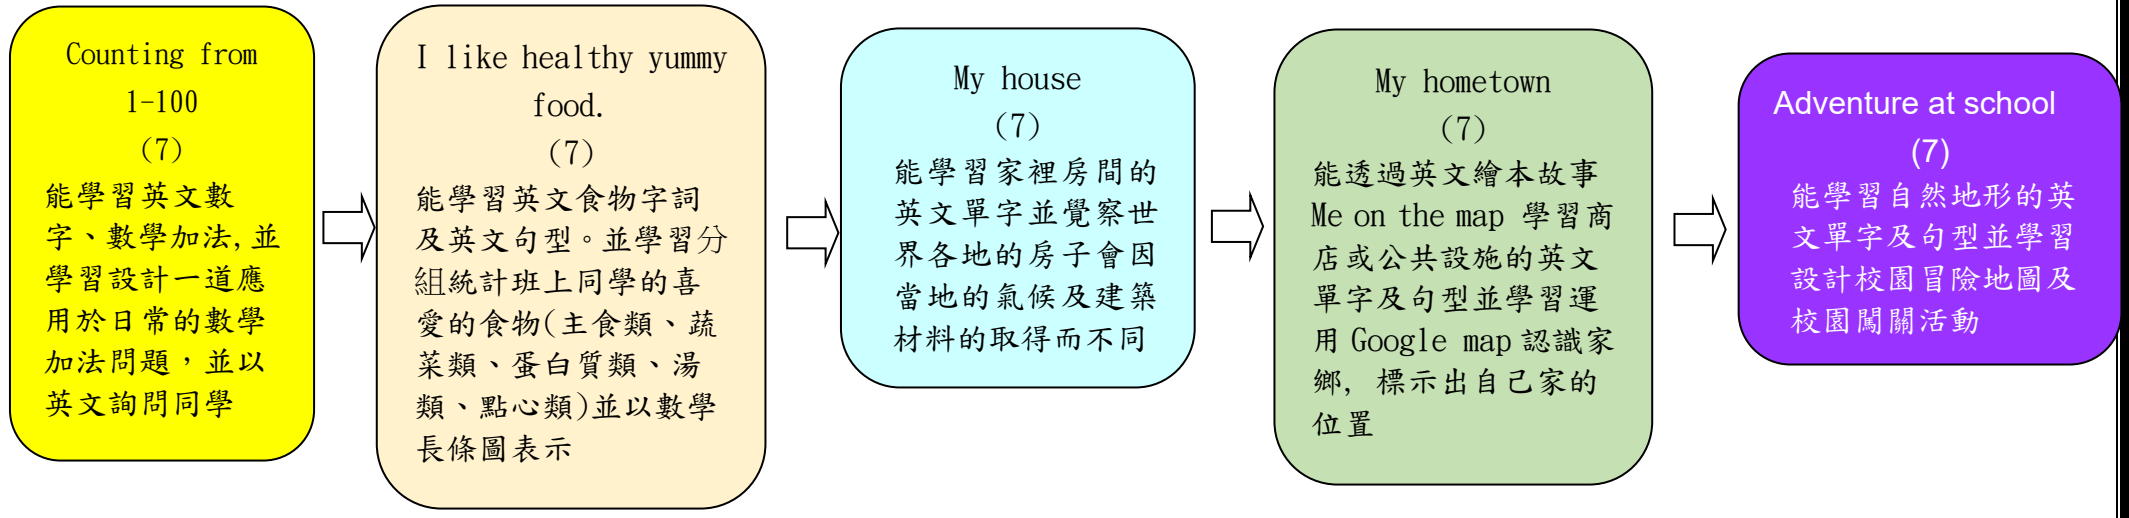 Counting from
1-100
(7)
能學習英文數
字、數學加法,並
學習設計一道應
用於日常的數學
加法問題，並以
英文詢問同學
I like healthy yummy
food.
(7)
能學習英文食物字詞
及英文句型。並學習分
組統計班上同學的喜
愛的食物(主食類、蔬
菜類、蛋白質類、湯
類、點心類)並以數學
長條圖表示
My house
(7)
能學習家裡房間的
英文單字並覺察世
界各地的房子會因
當地的氣候及建築
材料的取得而不同
My hometown
(7)
能透過英文繪本故事
Me on the map 學習商
店或公共設施的英文
單字及句型並學習運
用 Google map 認識家
鄉, 標示出自己家的
位置
Adventure at school
(7)
能學習自然地形的英
文單字及句型並學習
設計校園冒險地圖及
校園闖關活動